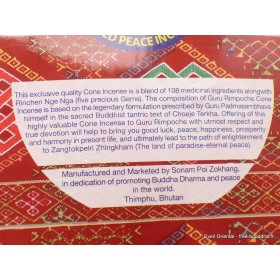 D PEACE IN
This exclusive quality Cone Incense is a blend of 108 medicinal ingredients alongwith
Rinchen Nge Nga (five precious Gems). The composition of Guru Rimpoche Cone
Incense is based on the legendary formulation prescribed by Guru Padmasambhava
himself in the sacred Buddhist tantric text of Choeje Terkha. Offering of this
highly valuable Cone Incense to Guru Rimpoche with utmost respect and
true devotion will help to bring you good luck, peace, happiness, prosperity
and harmony in present life, and ultimately lead to the path of enlightenment
to Zangtokpelri Zhingkham (The land of paradise-eternal peace).
Manufactured and Marketed by Sonam Poi Zokhang,
in dedication of promoting Buddha Dharma and peace
in the world.
Thimphu, Bhutan
Eveil Oriental - free-bouddha.fr